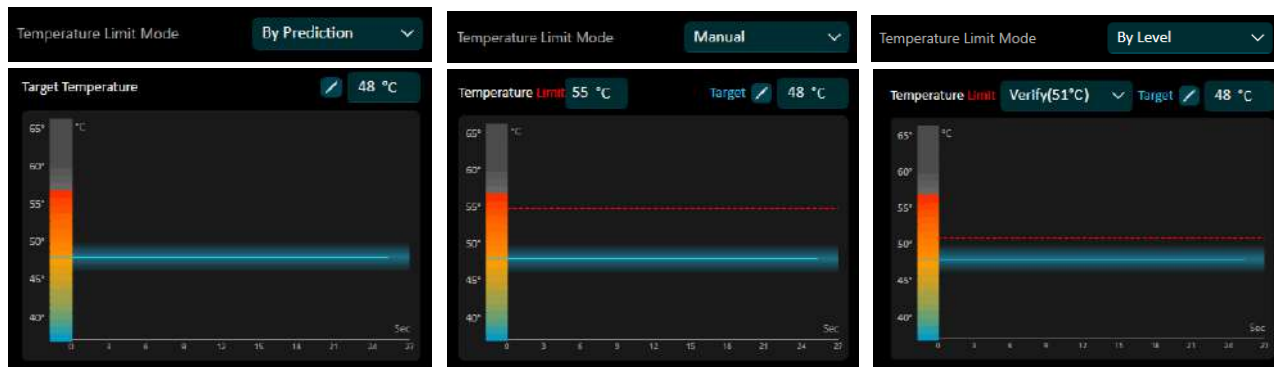 Temperature Limit Mode By Prediction
Target Temperature 48 °C
65° °C
60°
55°
50°
45°
40°
Sec
0 3 6 9 12 15 18 21 24 27
Temperature Limit Mode Manual
Temperature Limit 55 °C Target 48 °C
65° °C
60°
55°
50°
45°
40°
Sec
0 3 6 9 12 15 18 21 24 27
Temperature Limit Mode By Level
Temperature Limit Verify(51°C) Target 48 °C
65° °C
60°
55°
50°
45°
40°
Sec
0 3 6 9 12 15 18 21 24 27